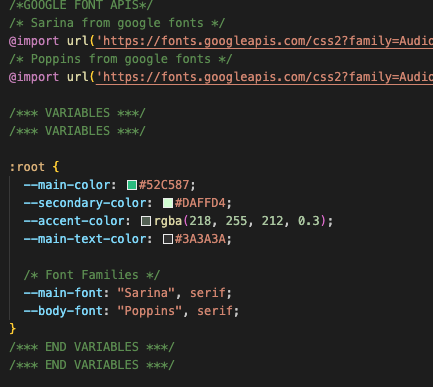 /*GOOGLE FONT APIS*/
/* Sarina from google fonts */
@import url('https://fonts.googleapis.com/css2?family=Audio
/* Poppins from google fonts */
@import url('https://fonts.googleapis.com/css2?family=Audio
/*** VARIABLES ***/
/*** VARIABLES ***/
:root {
--main-color: #52C587;
--secondary-color: #DAFFD4;
--accent-color: rgba(218, 255, 212, 0.3);
--main-text-color: #3A3A3A;
/* Font Families */
--main-font: "Sarina", serif;
--body-font: "Poppins", serif;
}
/*** END VARIABLES ***/
/*** END VARIABLES ***/